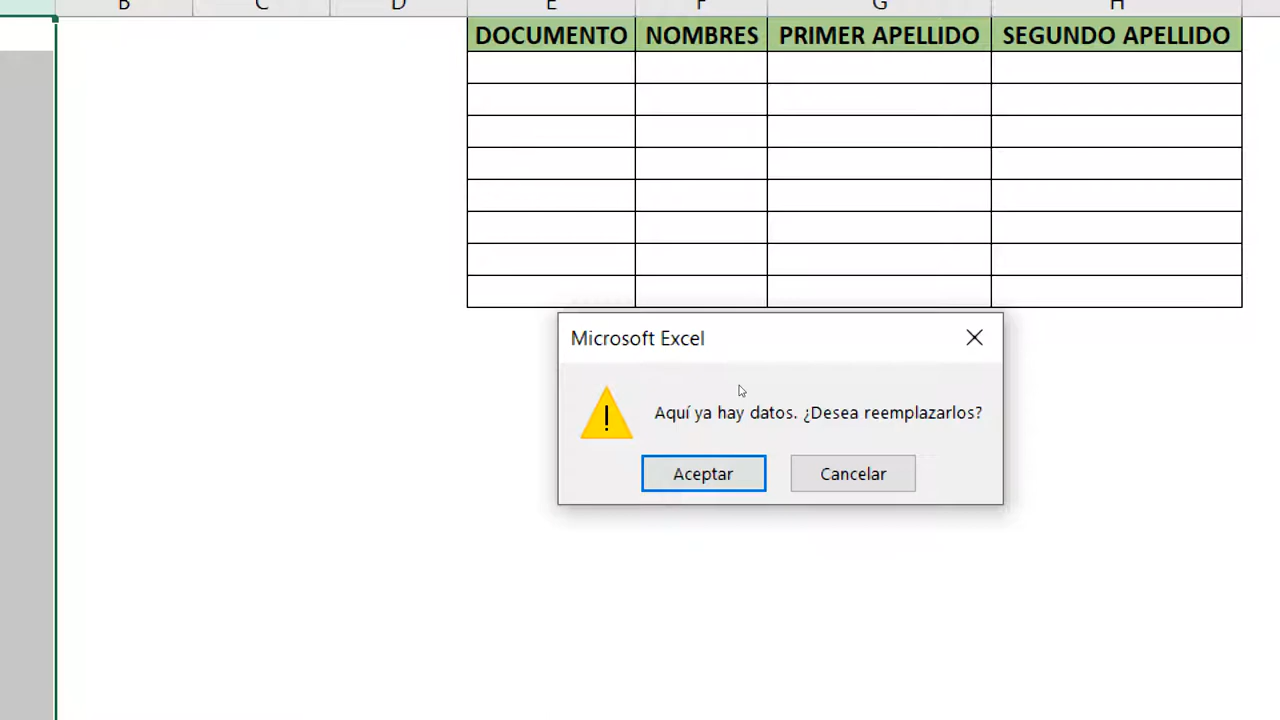 B C D E F G H
DOCUMENTO NOMBRES PRIMER APELLIDO SEGUNDO APELLIDO
Microsoft Excel
Aquí ya hay datos. ¿Desea reemplazarlos?
Aceptar Cancelar